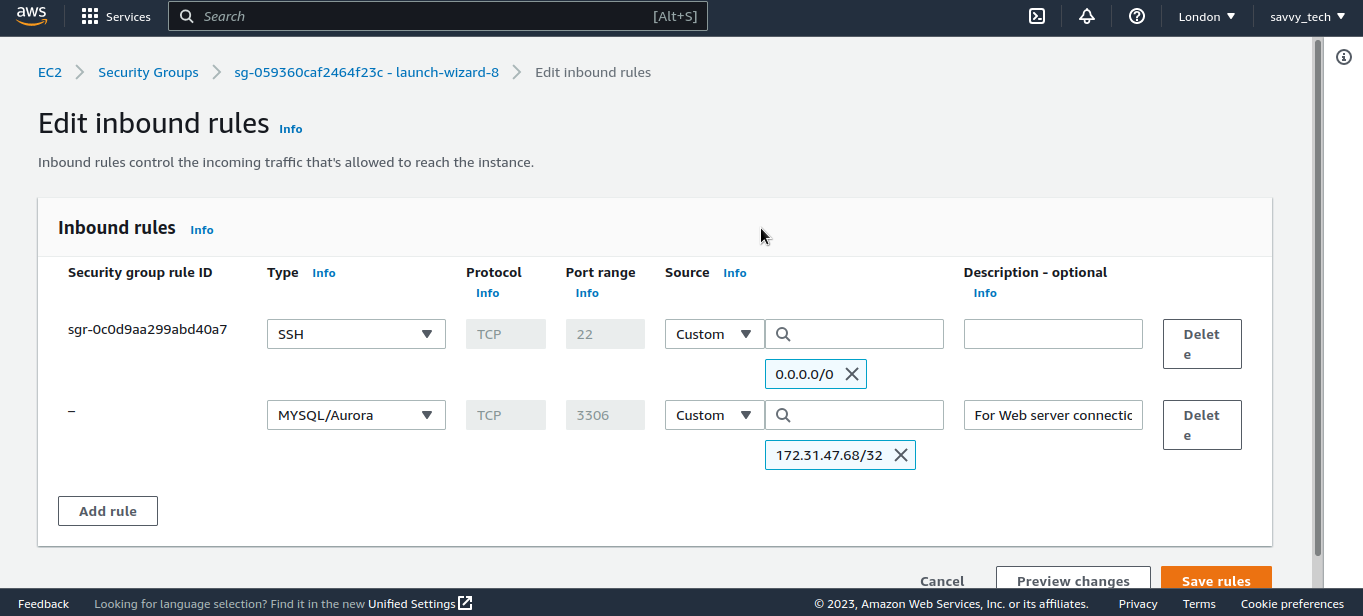 aws
Services
Search
[Alt+S]
London
savvy_tech
EC2
Security Groups
sg-059360caf2464f23c - launch-wizard-8
Edit inbound rules
Edit inbound rules Info
Inbound rules control the incoming traffic that's allowed to reach the instance.
Inbound rules Info
Security group rule ID
Type Info
Protocol
Info
Port range
Info
Source Info
Description - optional
Info
sgr-0c0d9aa299abd40a7
SSH
TCP
22
Custom
0.0.0.0/0
Delet
e
–
MYSQL/Aurora
TCP
3306
Custom
172.31.47.68/32
For Web server connectic
Delet
e
Add rule
Cancel
Preview changes
Save rules
Feedback
Looking for language selection? Find it in the new Unified Settings
© 2023, Amazon Web Services, Inc. or its affiliates.
Privacy
Terms
Cookie preferences